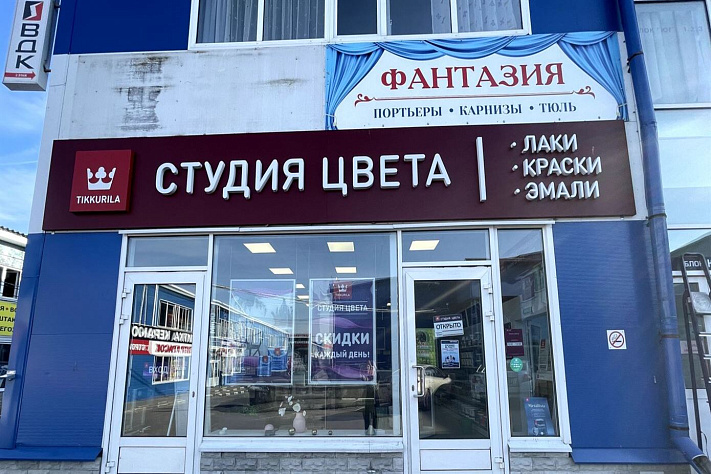 ВДК
ФАНТАЗИЯ
ПОРТЬЕРЫ • КАРНИЗЫ • ТЮЛЬ
TIKKURILA
СТУДИЯ ЦВЕТА
• ЛАКИ
• КРАСКИ
• ЭМАЛИ
СТУДИЯ ЦВЕТА
СКИДКИ
КАЖДЫЙ ДЕНЬ!
ОТКРЫТО